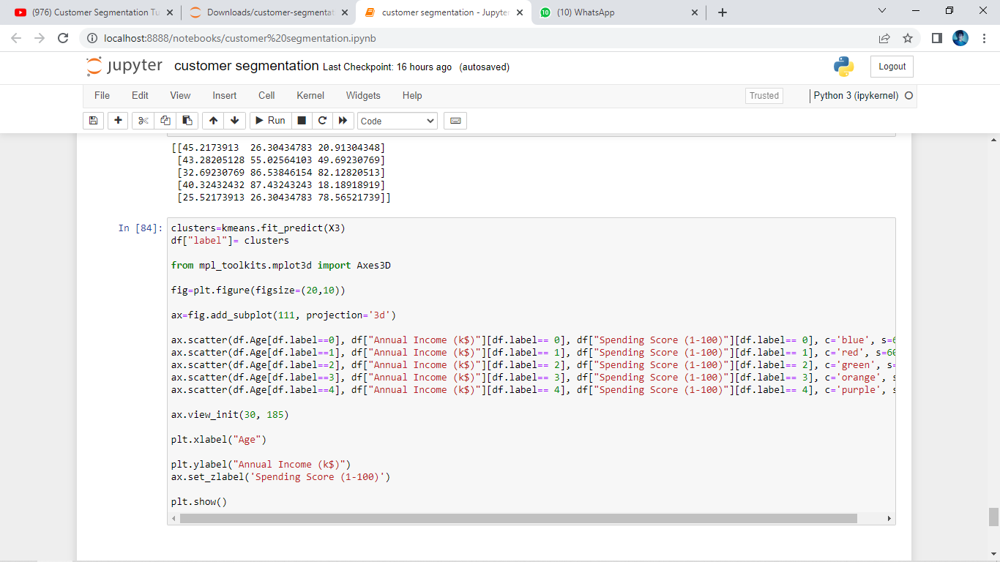 (976) Customer Segmentation Tu
Downloads/customer-segmentat
customer segmentation - Jupyte
10 (10) WhatsApp
localhost:8888/notebooks/customer%20segmentation.ipynb
jupyter customer segmentation Last Checkpoint: 16 hours ago (autosaved)
Logout
File Edit View Insert Cell Kernel Widgets Help
Trusted
Python 3 (ipykernel)
Run
Code
[[45.2173913  26.30434783 20.91304348]
[43.28205128 55.02564103 49.69230769]
[32.69230769 86.53846154 82.12820513]
[40.32432432 87.43243243 18.18918919]
[25.52173913 26.30434783 78.56521739]]
In [84]:
clusters=kmeans.fit_predict(X3)
df["label"]= clusters
from mpl_toolkits.mplot3d import Axes3D
fig=plt.figure(figsize=(20,10))
ax=fig.add_subplot(111, projection='3d')
ax.scatter(df.Age[df.label==0], df["Annual Income (k$)"][df.label== 0], df["Spending Score (1-100)"][df.label== 0], c='blue', s=6
ax.scatter(df.Age[df.label==1], df["Annual Income (k$)"][df.label== 1], df["Spending Score (1-100)"][df.label== 1], c='red', s=60
ax.scatter(df.Age[df.label==2], df["Annual Income (k$)"][df.label== 2], df["Spending Score (1-100)"][df.label== 2], c='green', s=
ax.scatter(df.Age[df.label==3], df["Annual Income (k$)"][df.label== 3], df["Spending Score (1-100)"][df.label== 3], c='orange', s
ax.scatter(df.Age[df.label==4], df["Annual Income (k$)"][df.label== 4], df["Spending Score (1-100)"][df.label== 4], c='purple', s
ax.view_init(30, 185)
plt.xlabel("Age")
plt.ylabel("Annual Income (k$)")
ax.set_zlabel('Spending Score (1-100)')
plt.show()